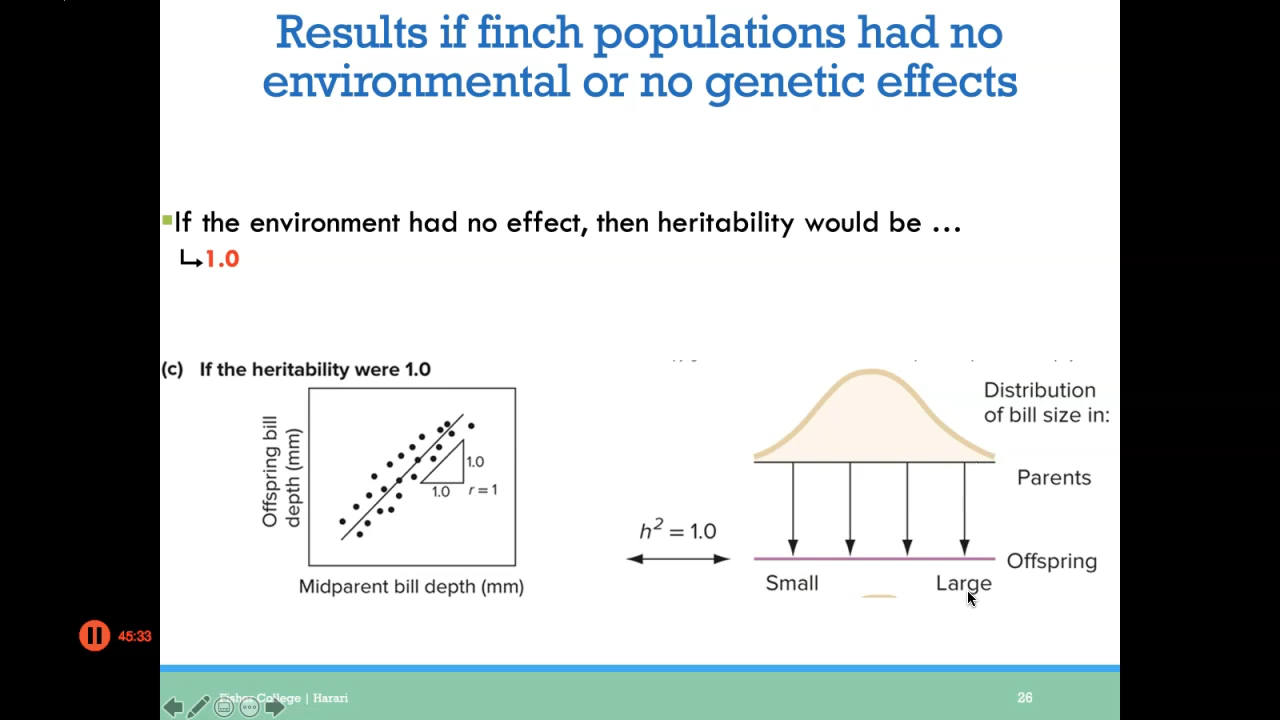 Results if finch populations had no
environmental or no genetic effects
If the environment had no effect, then heritability would be …
1.0
(c) If the heritability were 1.0
Offspring bill
depth (mm)
1.0
1.0
r = 1
Midparent bill depth (mm)
Distribution
of bill size in:
Parents
h² = 1.0
Offspring
Small
Large
45:33
Fisher College | Harari
26